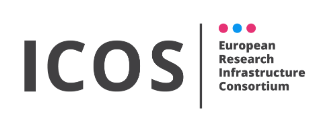 ICOS
European
Research
Infrastructure
Consortium